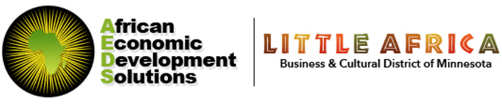 African
Economic
Development
Solutions
LITTLE AFRICA
Business & Cultural District of Minnesota